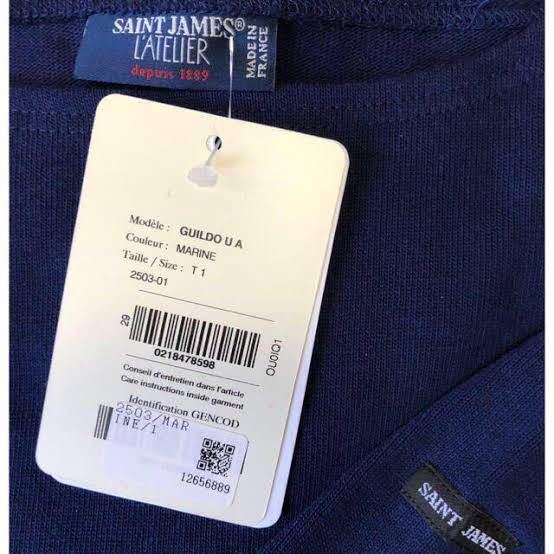 SAINT JAMES®
L'ATELIER
depuis 1889
MADE IN
FRANCE
Modèle : GUILDO U A
Couleur : MARINE
Taille / Size : T 1
2503-01
29
0218478598
OU0IQ1
Conseil d'entretien dans l'article
Care instructions inside garment
Identification GENCOD
2503/MAR
INE/1
12656889
SAINT JAMES